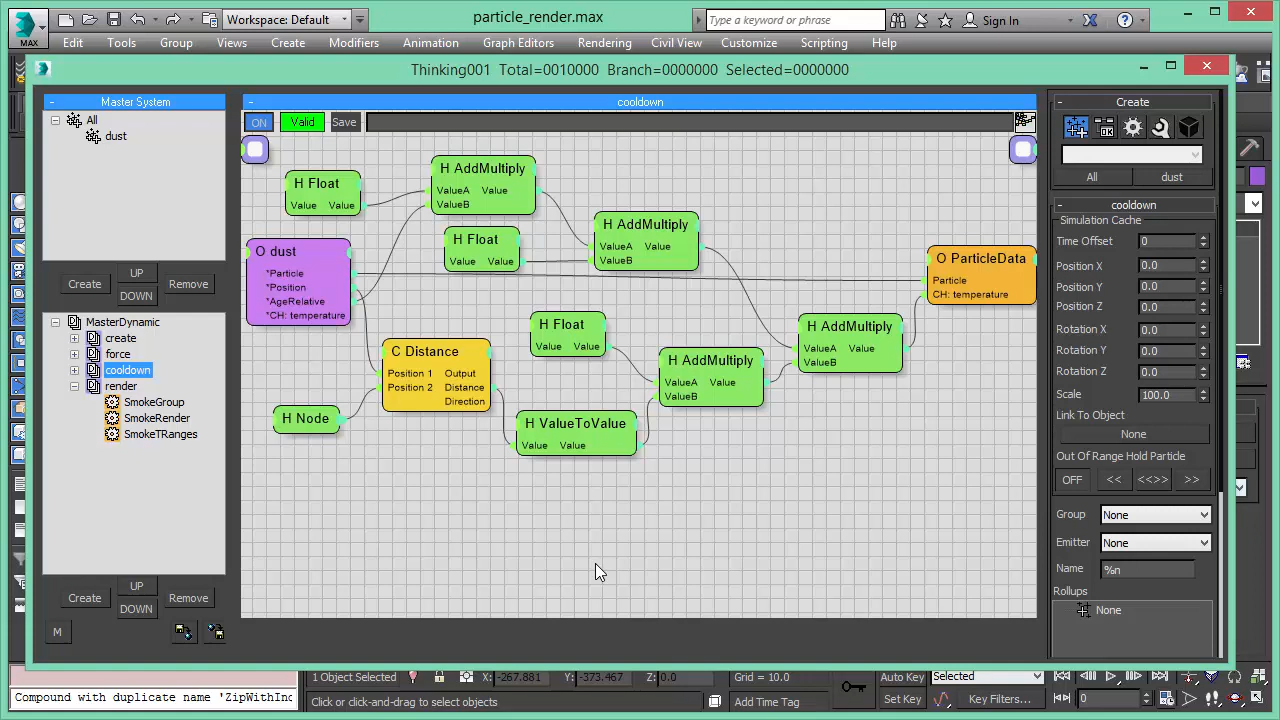 particle_render.max
Workspace: Default
Type a keyword or phrase
Sign In
MAX
Edit Tools Group Views Create Modifiers Animation Graph Editors Rendering Civil View Customize Scripting Help
Thinking001 Total=0010000 Branch=0000000 Selected=0000000
Master System
All
dust
Create
UP
DOWN
Remove
MasterDynamic
create
force
cooldown
render
SmokeGroup
SmokeRender
SmokeTRanges
Create
UP
DOWN
Remove
M
cooldown
ON Valid Save
H Float
Value Value
H AddMultiply
ValueA Value
ValueB
H Float
Value Value
H AddMultiply
ValueA Value
ValueB
O dust
*Particle
*Position
*AgeRelative
*CH: temperature
O ParticleData
Particle
CH: temperature
H Float
Value Value
H AddMultiply
ValueA Value
ValueB
C Distance
Position 1 Output
Position 2 Distance
Direction
H AddMultiply
ValueA Value
ValueB
H Node
H ValueToValue
Value Value
Create
All dust
cooldown
Simulation Cache
Time Offset 0
Position X 0.0
Position Y 0.0
Position Z 0.0
Rotation X 0.0
Rotation Y 0.0
Rotation Z 0.0
Scale 100.0
Link To Object
None
Out Of Range Hold Particle
OFF << <<>> >>
Group None
Emitter None
Name %n
Rollups
None
1 Object Selected X: -267.881 Y: -373.467 Z: 0.0 Grid = 10.0 Auto Key Selected
Compound with duplicate name 'ZipWithInd
Click or click-and-drag to select objects
Add Time Tag
Set Key
Key Filters...
0